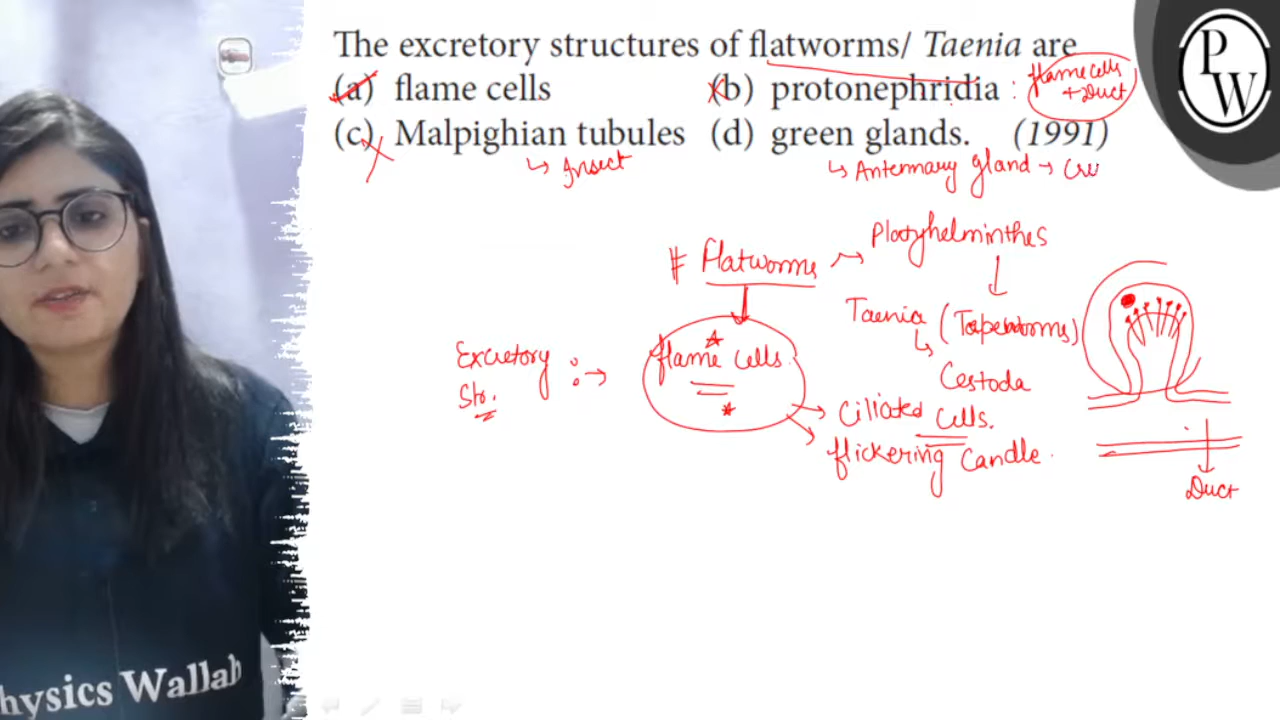 The excretory structures of flatworms/ Taenia are
(a) flame cells (b) protonephridia : flame cells + Duct
(c) Malpighian tubules (d) green glands. (1991)
↳ Insect ↳ Antennary gland → Cru
# Flatworms → Platyhelminthes
Taenia (Tapeworms)
Excretory Str. :→ flame cells
Cestoda
→ Ciliated Cells.
→ flickering Candle.
Duct
PW
hysics Wallah